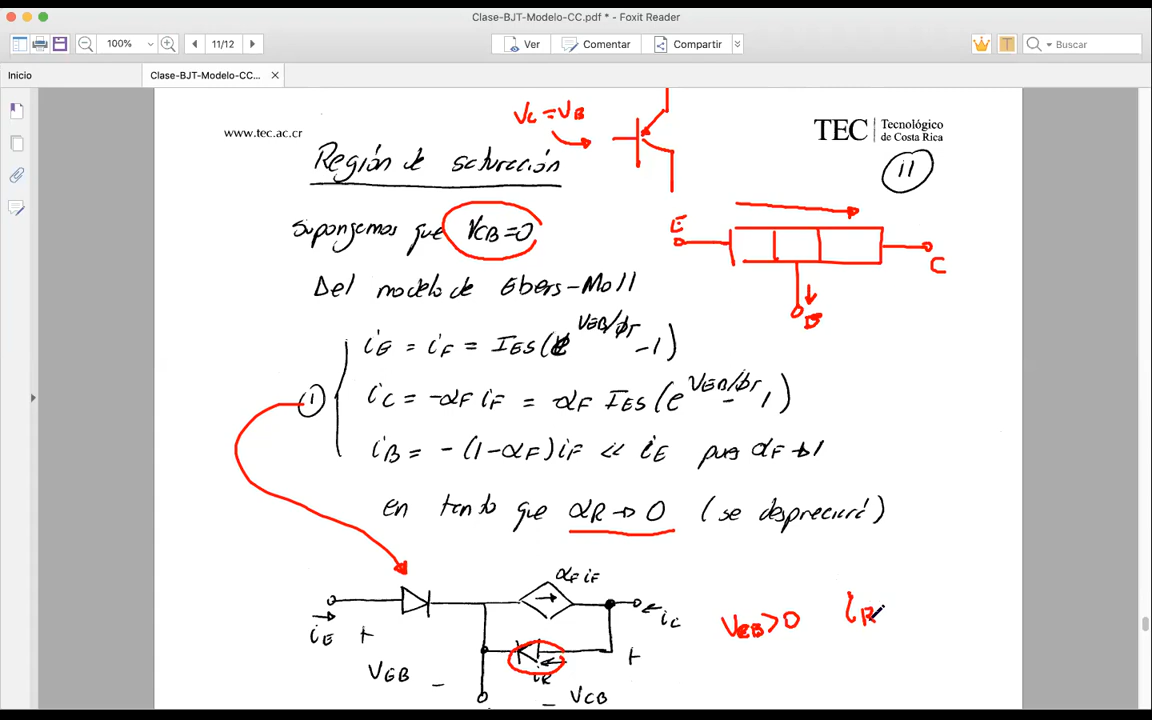 Clase-BJT-Modelo-CC.pdf * - Foxit Reader
100%
11/12
Ver
Comentar
Compartir
Buscar
Inicio
Clase-BJT-Modelo-CC...
VC = VB
www.tec.ac.cr
TEC | Tecnológico de Costa Rica
Región de saturación
11
Supongamos que VCB=0
E
C
B
Del modelo de Ebers-Moll
iE = iF = IES(e^VEB/ϕT - 1)
1
iC = -αF iF = -αF IES(e^VEB/ϕT - 1)
iB = -(1-αF)iF << iE pues αF→1
en tanto que αR → 0 (se despreciará)
αF iF
iE
+
iC
VCB>0
iR
VEB
-
iR
+
- VCB